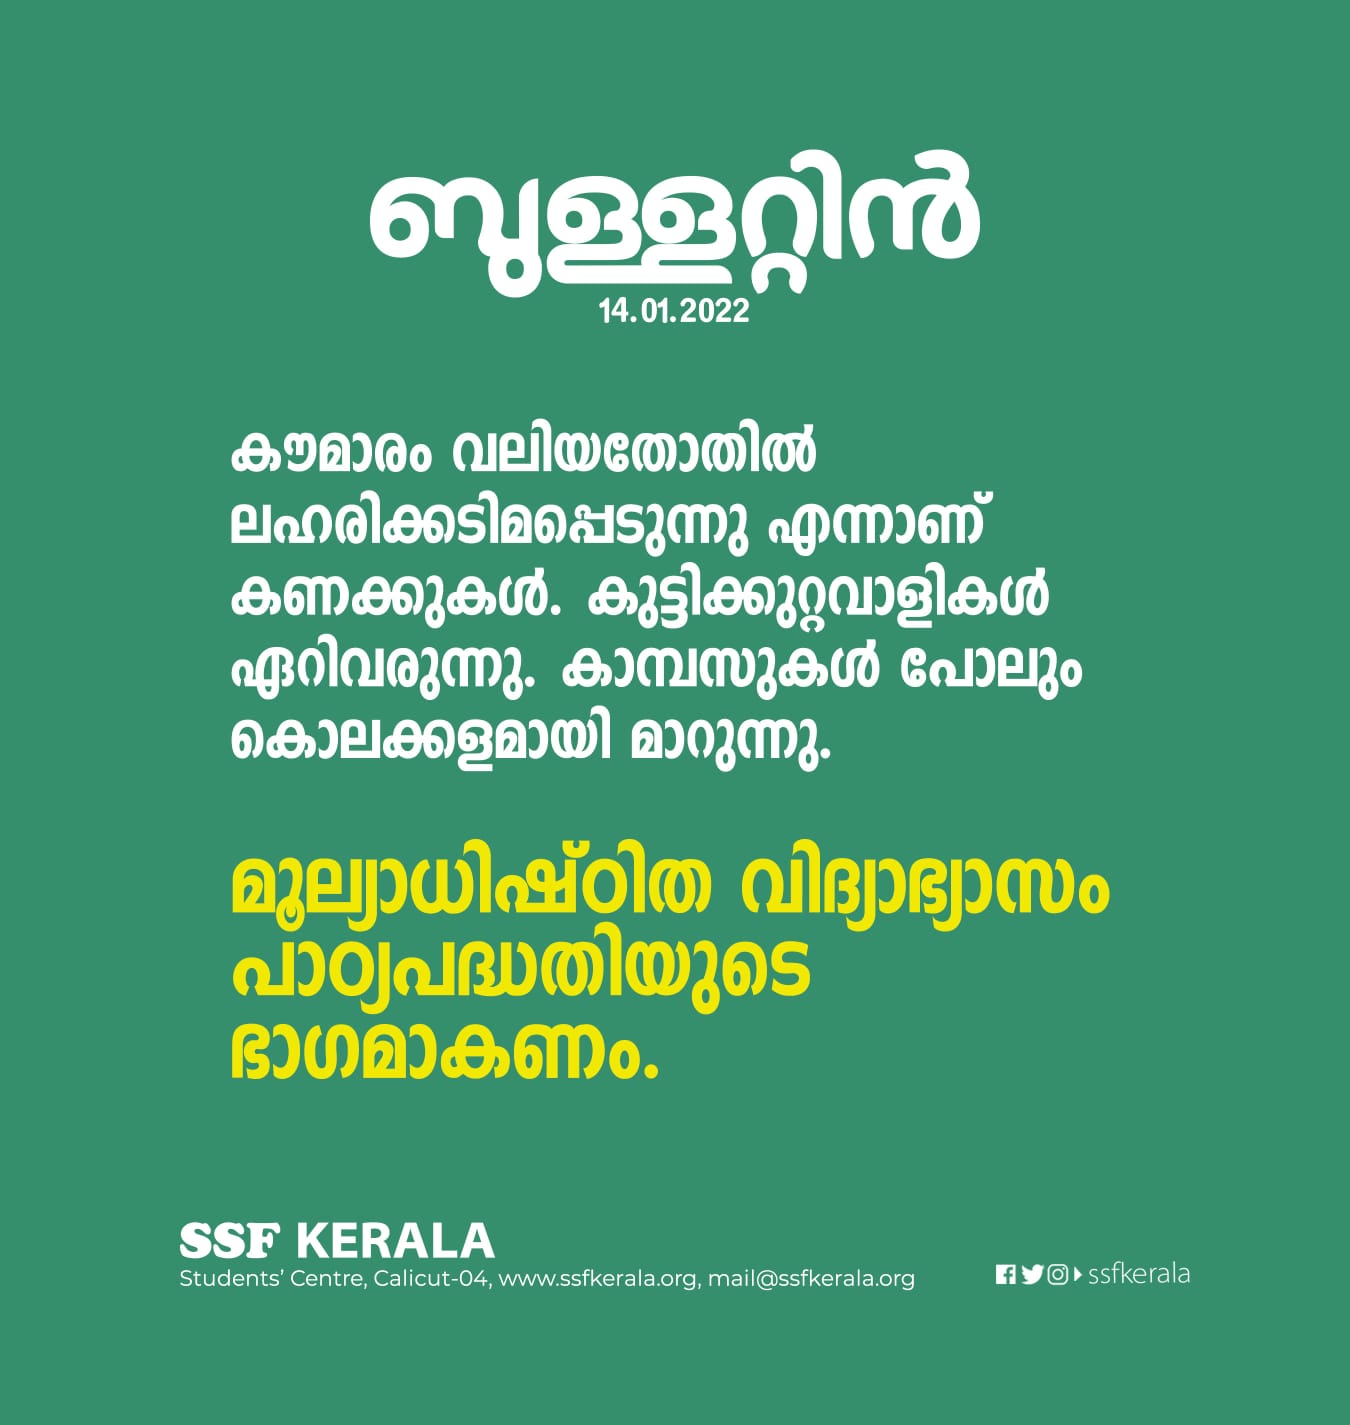 ബുള്ളറ്റിൻ
14.01.2022
കൗമാരം വലിയതോതിൽ
ലഹരിക്കടിമപ്പെടുന്നു എന്നാണ്
കണക്കുകൾ. കുട്ടിക്കുറ്റവാളികൾ
ഏറിവരുന്നു. കാമ്പസുകൾ പോലും
കൊലക്കളമായി മാറുന്നു.
മൂല്യാധിഷ്ഠിത വിദ്യാഭ്യാസം
പാഠ്യപദ്ധതിയുടെ
ഭാഗമാകണം.
SSF KERALA
Students’ Centre, Calicut-04, www.ssfkerala.org, mail@ssfkerala.org
ssfkerala